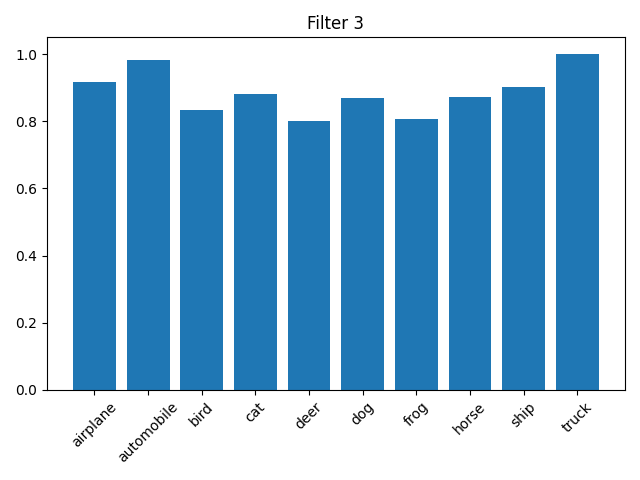 Filter 3
1.0
0.8
0.6
0.4
0.2
0.0
airplane
automobile
bird
cat
deer
dog
frog
horse
ship
truck